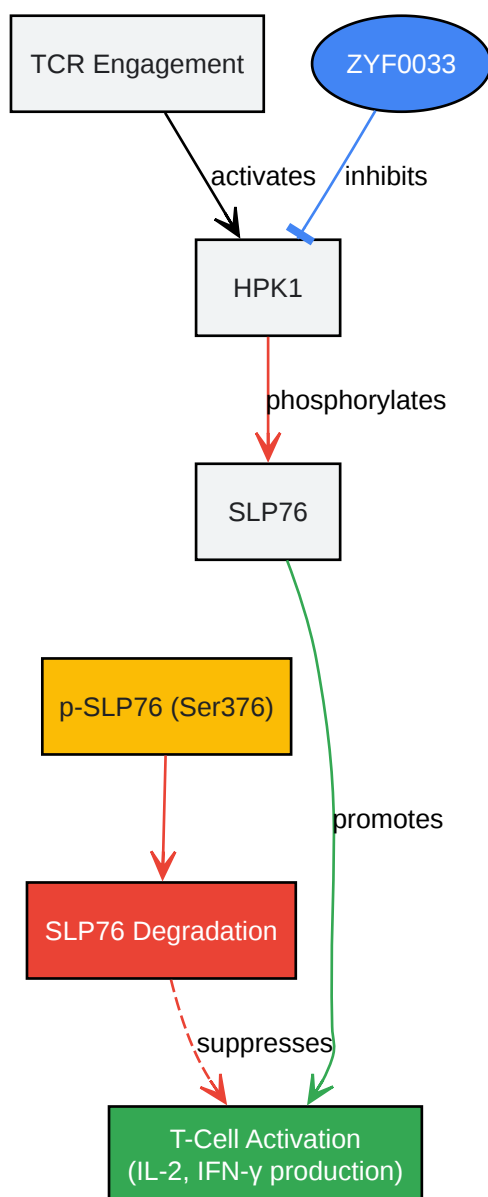 TCR Engagement
ZYF0033
activates
inhibits
HPK1
phosphorylates
SLP76
p-SLP76 (Ser376)
promotes
SLP76 Degradation
suppresses
T-Cell Activation
(IL-2, IFN-γ production)